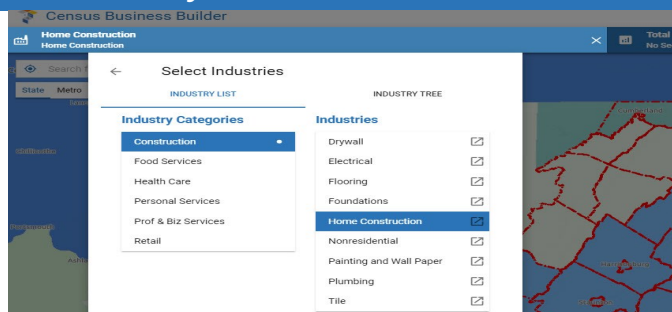 Census Business Builder
Home Construction
Home Construction
Total
No Se
Search f
State Metro
Select Industries
INDUSTRY LIST
INDUSTRY TREE
Industry Categories
Construction
Food Services
Health Care
Personal Services
Prof & Biz Services
Retail
Industries
Drywall
Electrical
Flooring
Foundations
Home Construction
Nonresidential
Painting and Wall Paper
Plumbing
Tile